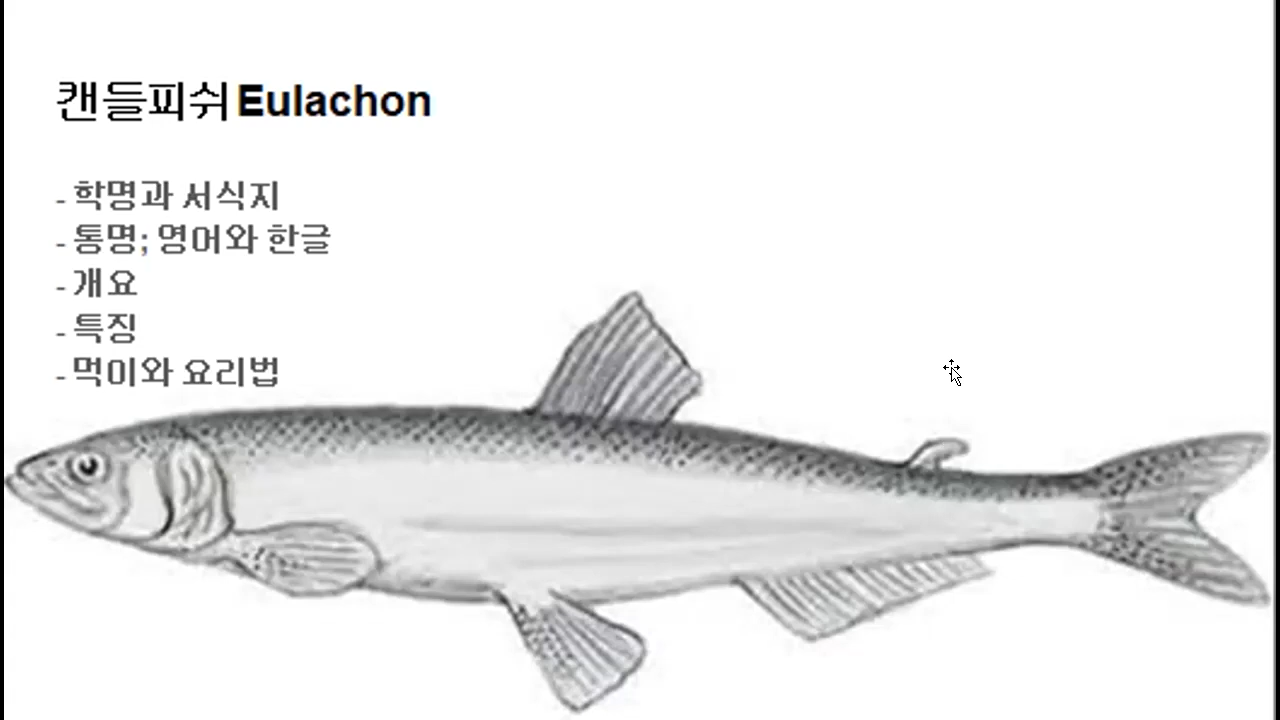 캔들피쉬 Eulachon
- 학명과 서식지
- 통명; 영어와 한글
- 개요
- 특징
- 먹이와 요리법